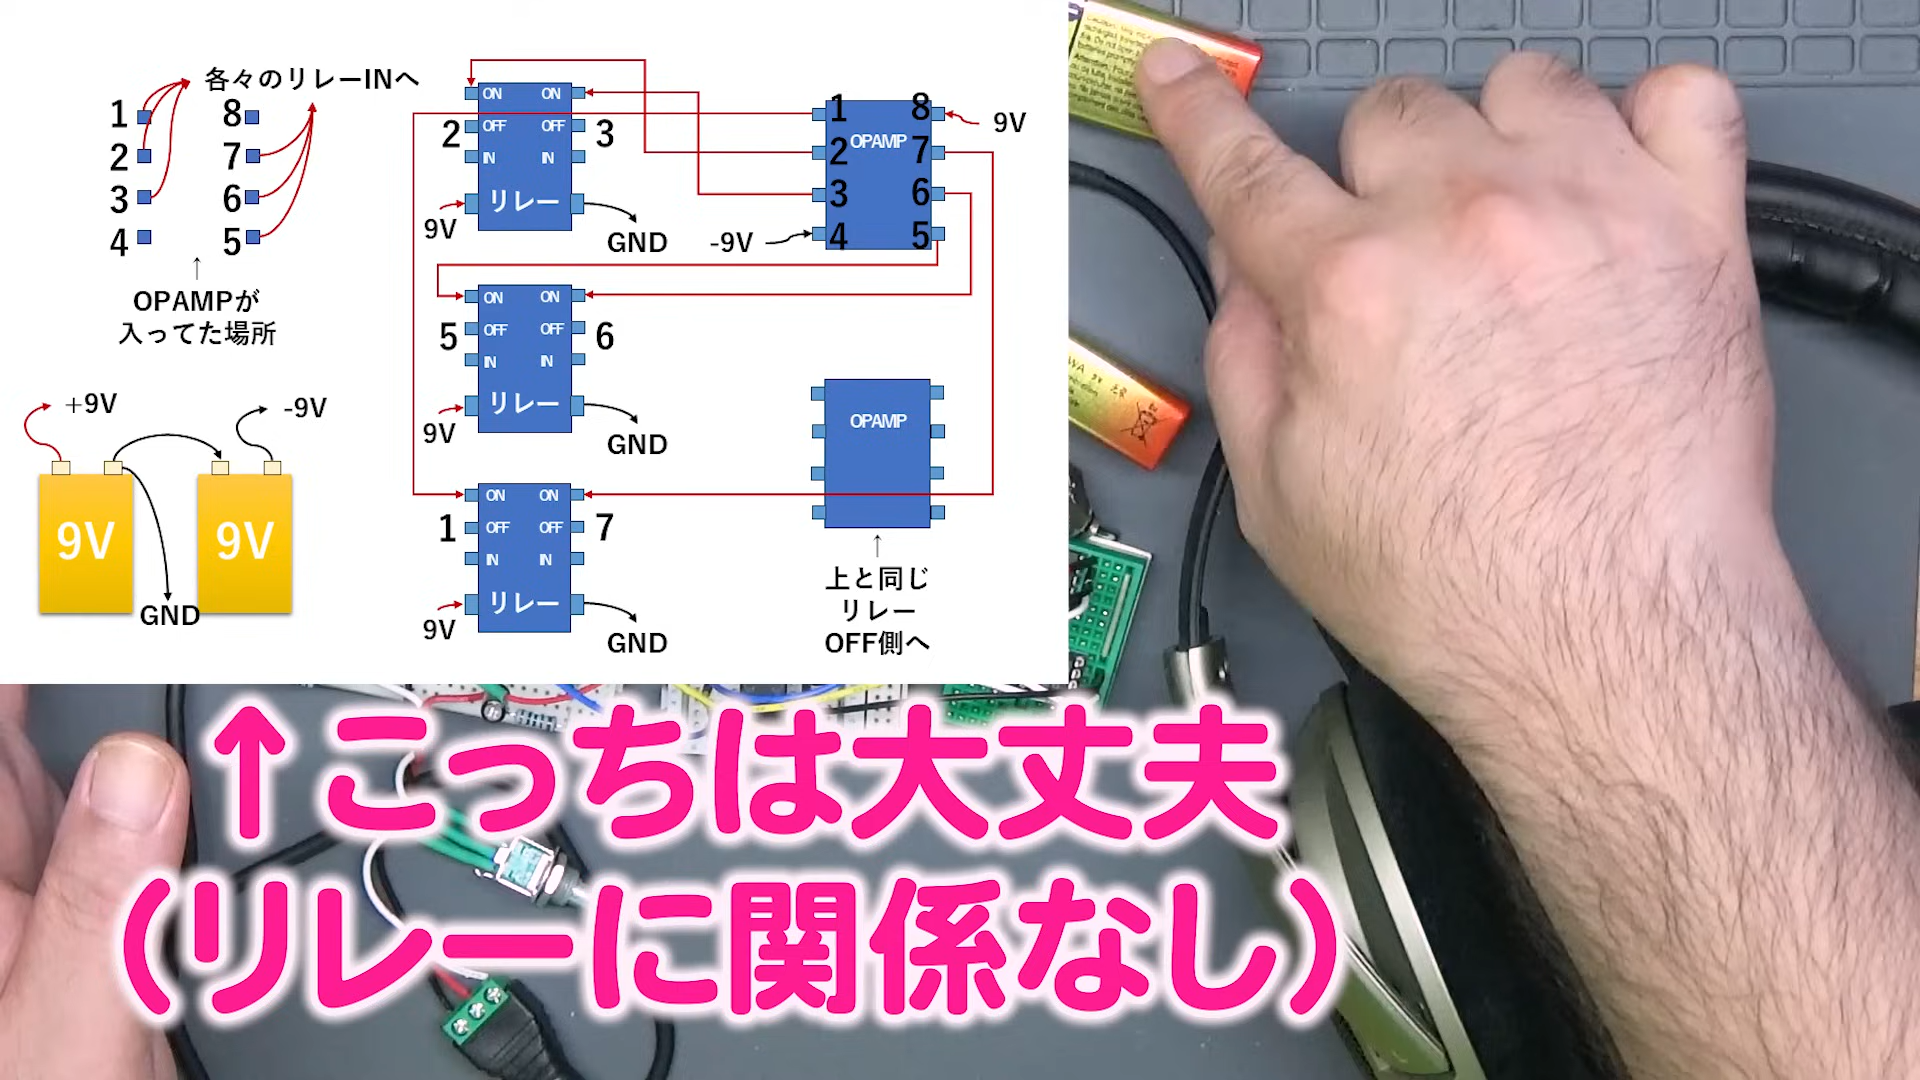 各々のリレーINへ
1
8
2
7
3
6
4
5
OPAMPが
入ってた場所
+9V
-9V
9V
9V
GND
ON ON
OFF OFF
IN IN
リレー
2
3
9V
GND
ON ON
OFF OFF
IN IN
リレー
5
6
9V
GND
ON ON
OFF OFF
IN IN
リレー
1
7
9V
GND
1 8
OPAMP
2 7
3 6
4 5
9V
-9V
OPAMP
上と同じ
リレー
OFF側へ
↑こっちは大丈夫
(リレーに関係なし)